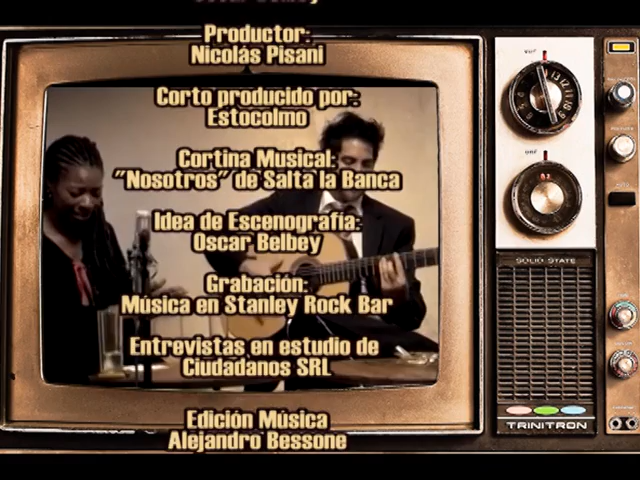 Productor:
Nicolás Pisani
Corto producido por:
Estocolmo
Cortina Musical:
"Nosotros" de Salta la Banca
Idea de Escenografía:
Oscar Belbey
Grabación:
Música en Stanley Rock Bar
Entrevistas en estudio de
Ciudadanos SRL
Edición Música
Alejandro Bessone
VHF
UHF
SOLID STATE
TRINITRON